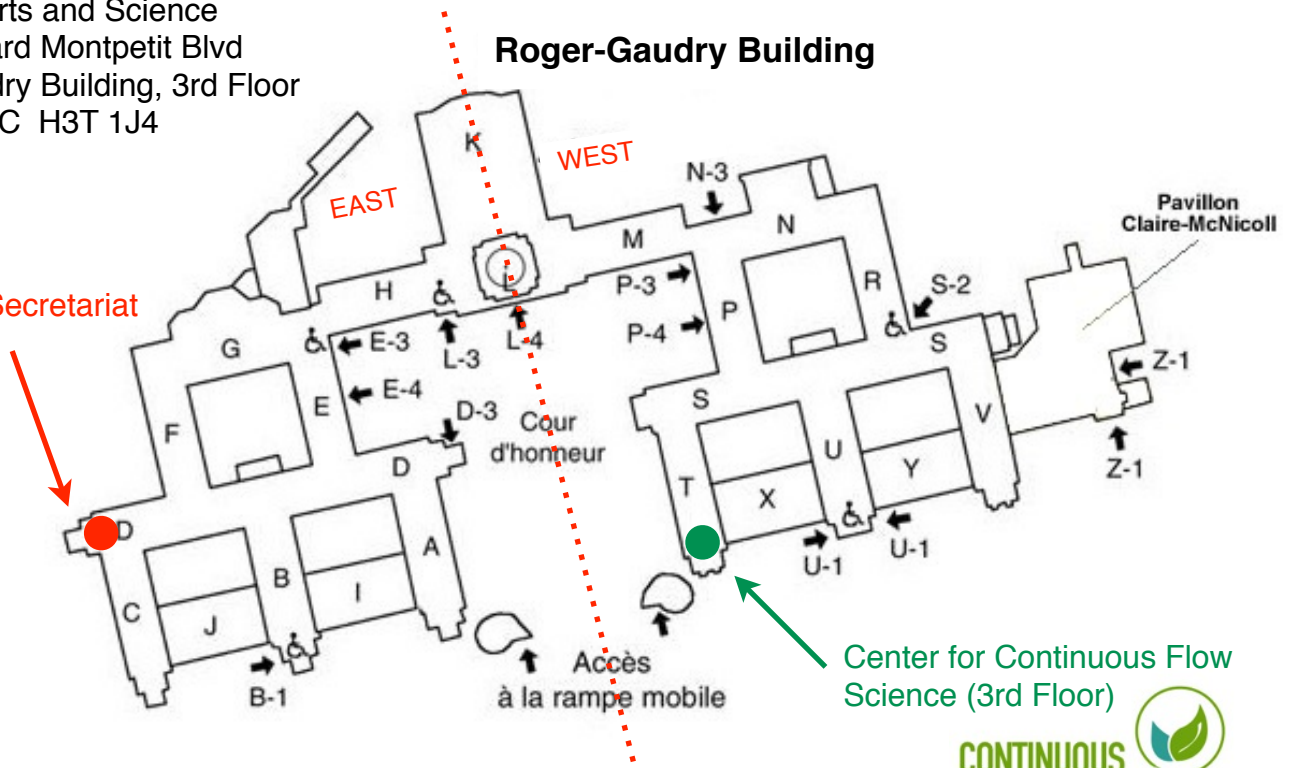 rts and Science
ard Montpetit Blvd
dry Building, 3rd Floor
C H3T 1J4
Roger-Gaudry Building
K
WEST
EAST
N-3
N
M
Pavillon
Claire-McNicoll
L
H
P-3
R
S-2
P
Secretariat
P-4
E-3
L-3
L-4
G
S
Z-1
E-4
E
S
D-3
V
F
Cour
d'honneur
U
D
Y
Z-1
T
X
D
A
U-1
U-1
B
I
C
J
Accès
à la rampe mobile
B-1
Center for Continuous Flow
Science (3rd Floor)
CONTINUOUS